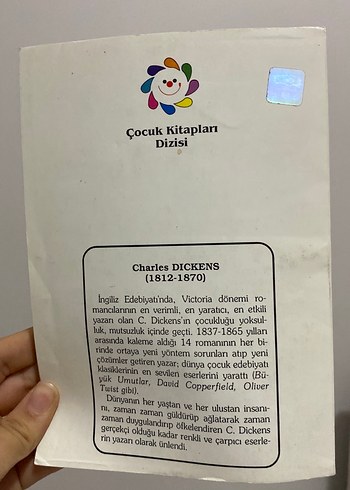 Çocuk Kitapları
Dizisi
Charles DICKENS
(1812-1870)
İngiliz Edebiyatı'nda, Victoria dönemi ro-
mancılarının en verimli, en yaratıcı, en etkili
yazarı olan C. Dickens'ın çocukluğu yoksul-
luk, mutsuzluk içinde geçti. 1837-1865 yılları
arasında kaleme aldığı 14 romanının her bi-
rinde ortaya yeni yöntem sorunları atıp yeni
çözümler getiren yazar; dünya çocuk edebiyatı
klasiklerinin en sevilen eserlerini yarattı (Bü-
yük Umutlar, David Copperfield, Oliver
Twist gibi).
Dünyanın her yaştan ve her ulustan insanı-
nı, zaman zaman güldürüp ağlatarak zaman
zaman duygulandırıp öfkelendiren C. Dickens
gerçekçi olduğu kadar renkli ve çarpıcı eserle-
rin yazarı olarak ünlendi.